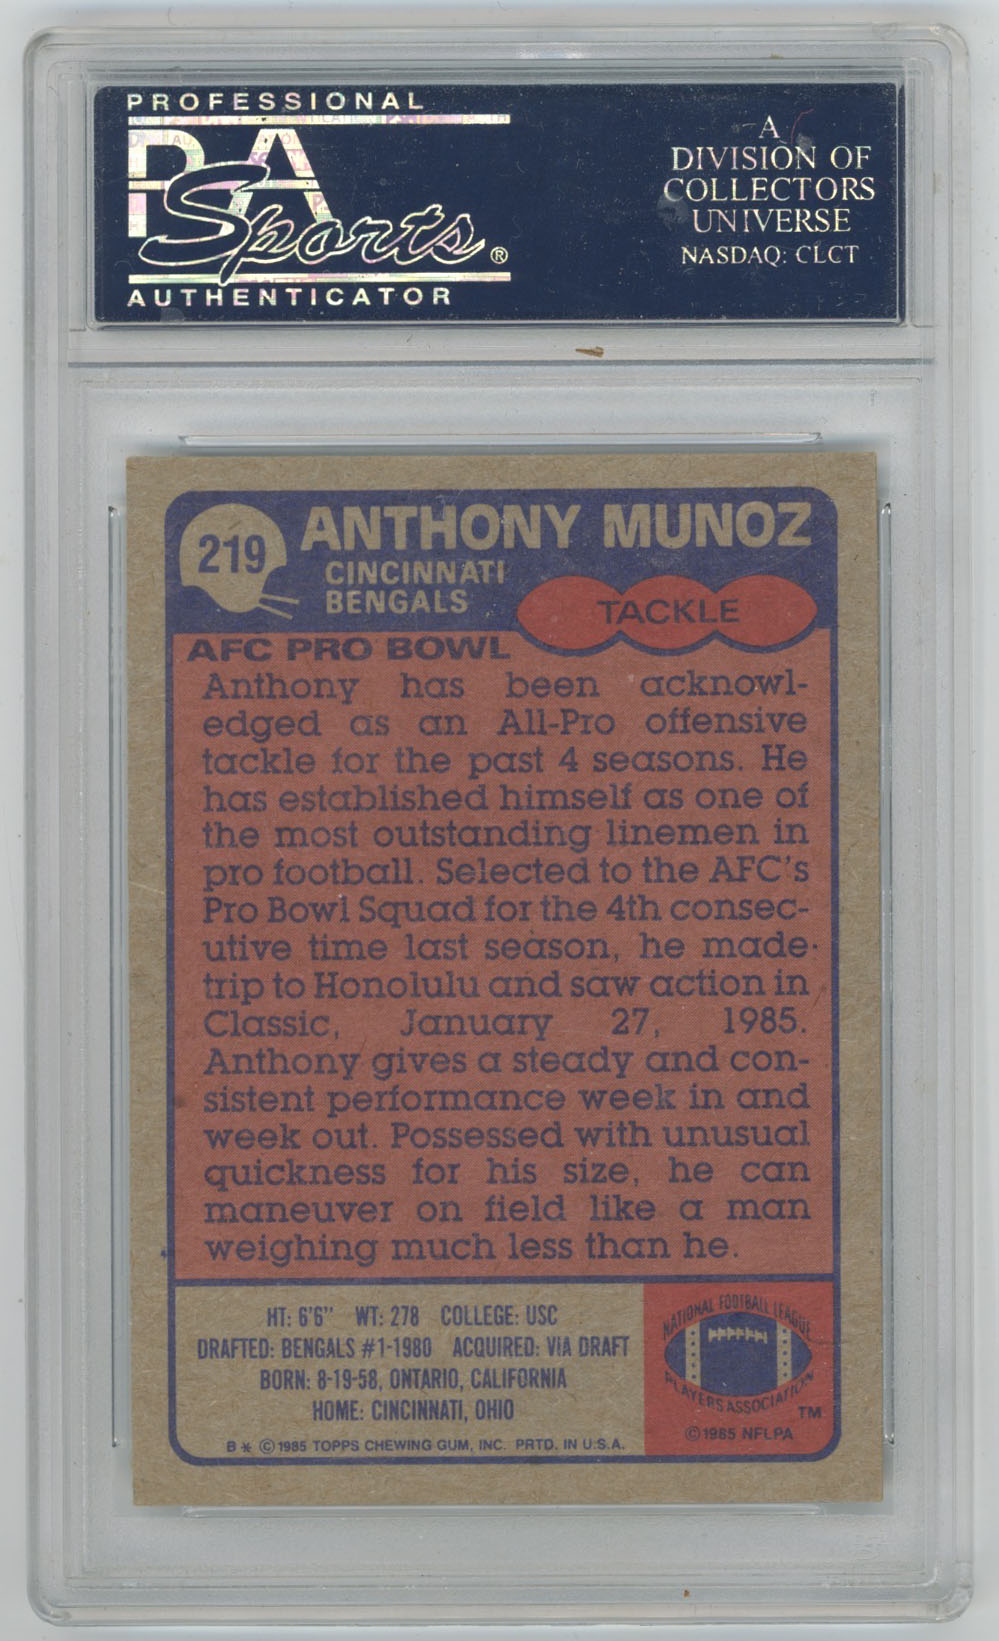 PROFESSIONAL
PSA
Sports®
AUTHENTICATOR
A
DIVISION OF
COLLECTORS
UNIVERSE
NASDAQ: CLCT
219
ANTHONY MUNOZ
CINCINNATI
BENGALS
TACKLE
AFC PRO BOWL
Anthony has been acknowl-
edged as an All-Pro offensive
tackle for the past 4 seasons. He
has established himself as one of
the most outstanding linemen in
pro football. Selected to the AFC's
Pro Bowl Squad for the 4th consec-
utive time last season, he made
trip to Honolulu and saw action in
Classic, January 27, 1985.
Anthony gives a steady and con-
sistent performance week in and
week out. Possessed with unusual
quickness for his size, he can
maneuver on field like a man
weighing much less than he.
HT: 6'6" WT: 278 COLLEGE: USC
DRAFTED: BENGALS #1-1980 ACQUIRED: VIA DRAFT
BORN: 8-19-58, ONTARIO, CALIFORNIA
HOME: CINCINNATI, OHIO
B* ©1985 TOPPS CHEWING GUM, INC. PRTD. IN U.S.A.
NATIONAL FOOTBALL LEAGUE
PLAYERS ASSOCIATION
TM
©1985 NFLPA